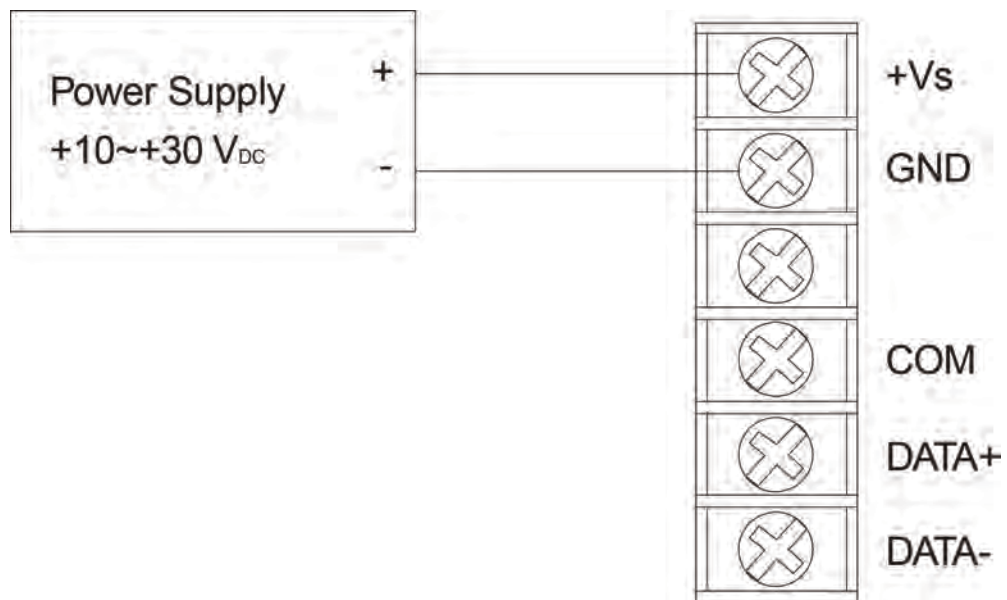 Power Supply
+10~+30 VDC
+
-
+Vs
GND
COM
DATA+
DATA-